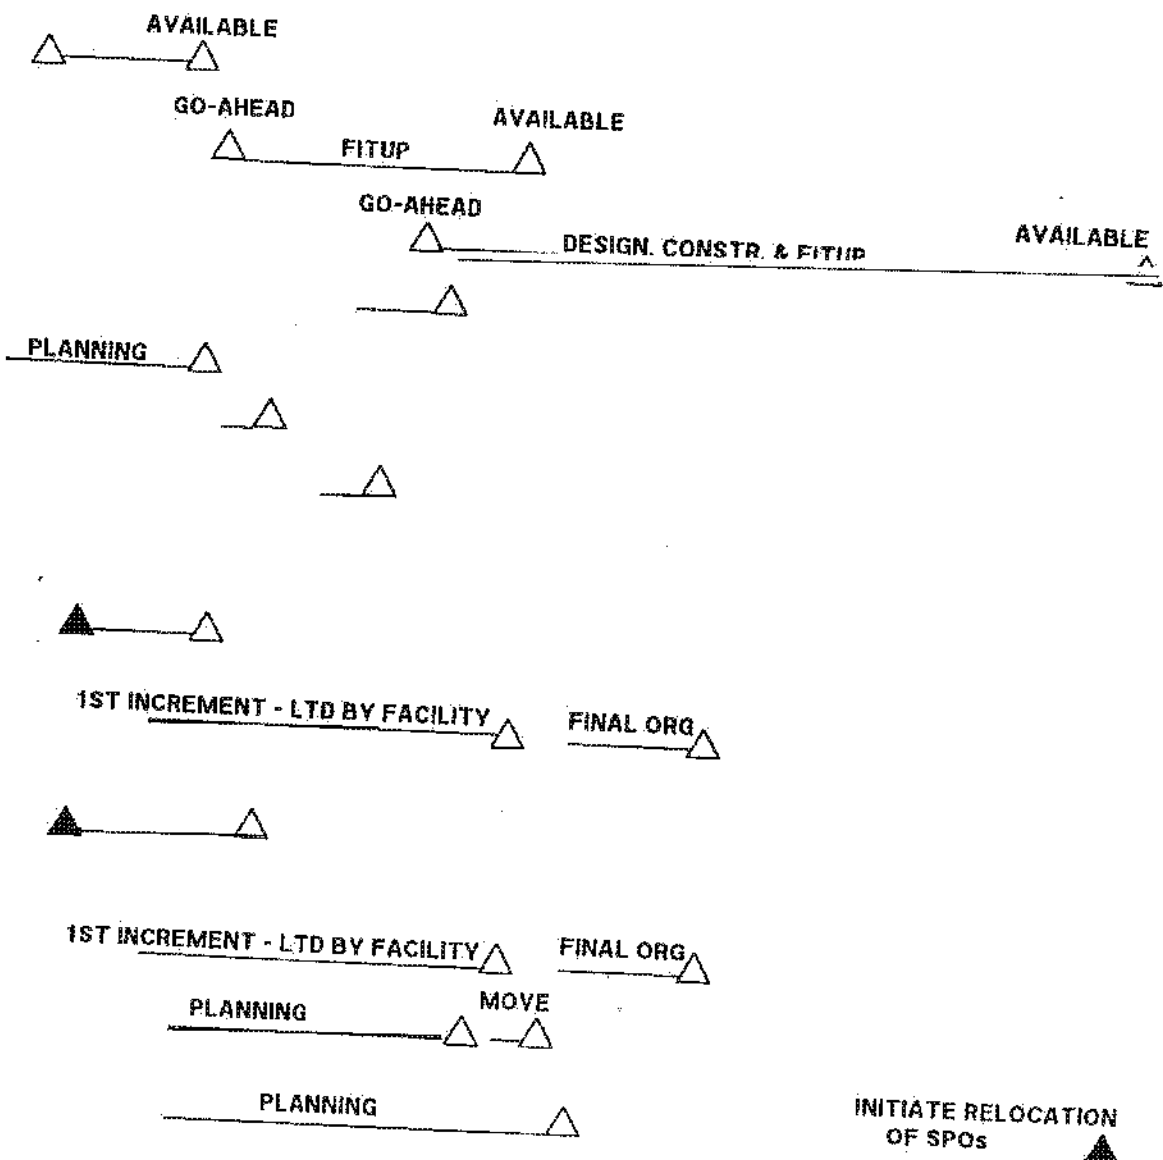 AVAILABLE
GO-AHEAD
AVAILABLE
FITUP
GO-AHEAD
AVAILABLE
DESIGN. CONSTR. & FITUP
PLANNING
1ST INCREMENT - LTD BY FACILITY
FINAL ORG
1ST INCREMENT - LTD BY FACILITY
FINAL ORG
PLANNING
MOVE
PLANNING
INITIATE RELOCATION
OF SPOs